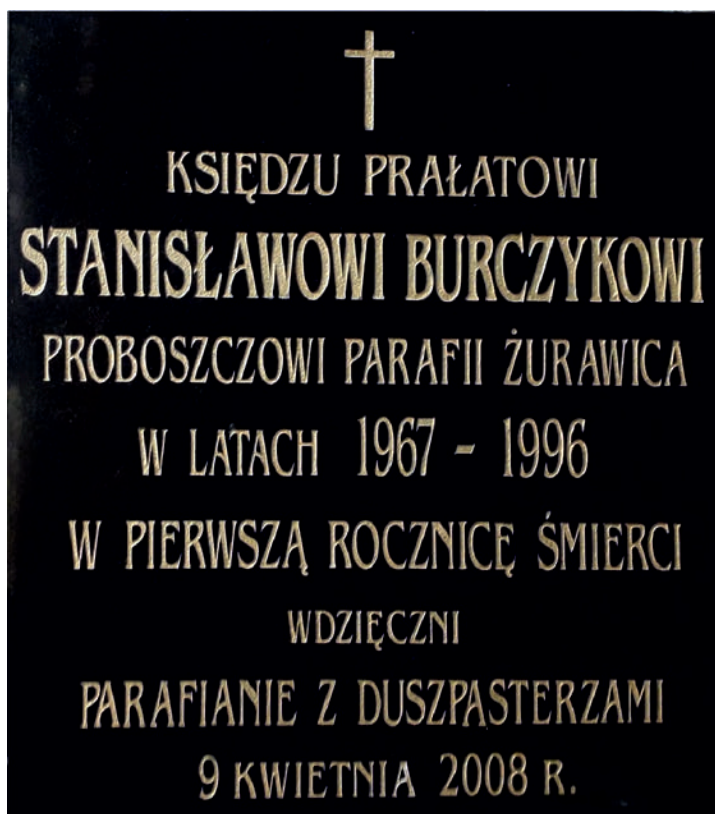 KSIĘDZU PRAŁATOWI
STANISŁAWOWI BURCZYKOWI
PROBOSZCZOWI PARAFII ŻURAWICA
W LATACH 1967 - 1996
W PIERWSZĄ ROCZNICĘ ŚMIERCI
WDZIĘCZNI
PARAFIANIE Z DUSZPASTERZAMI
9 KWIETNIA 2008 R.